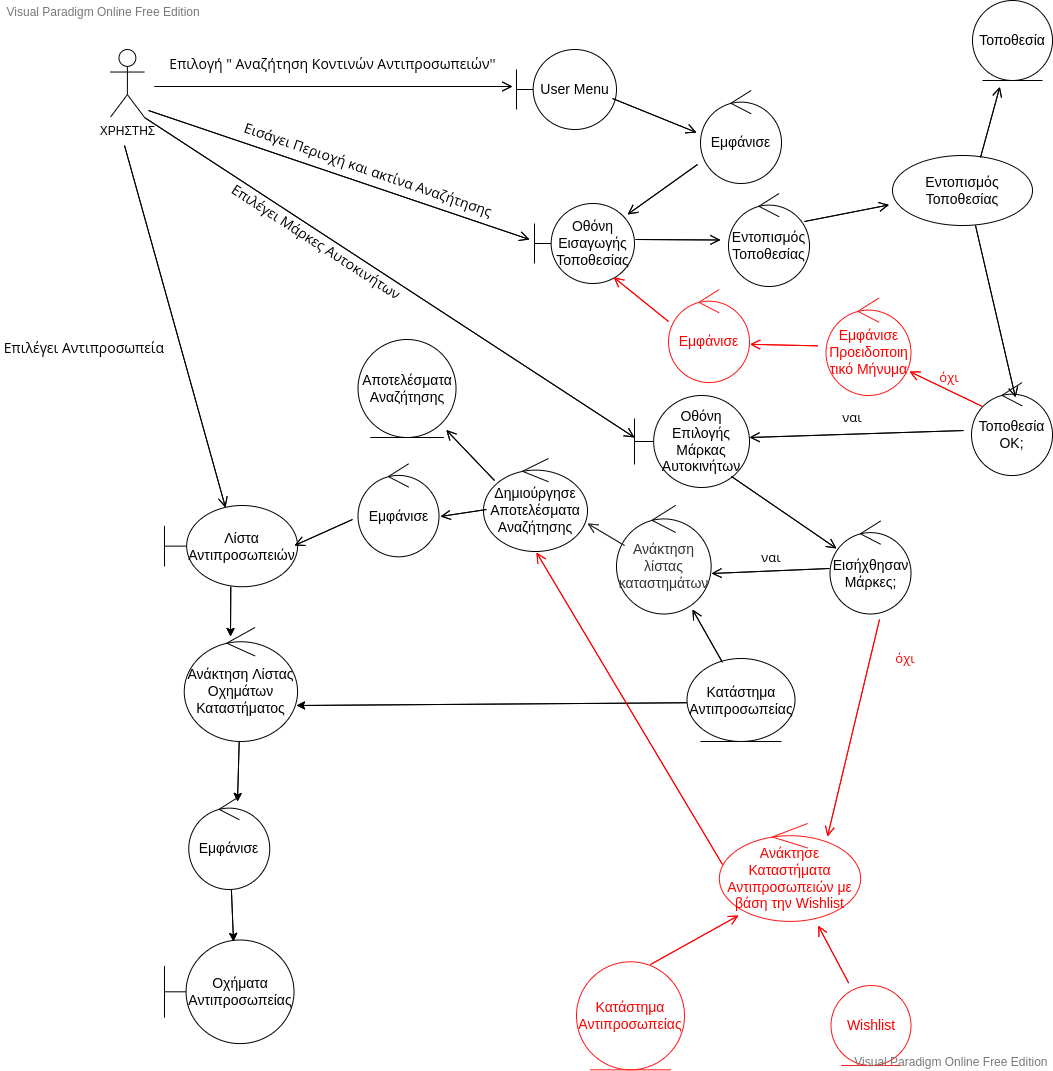 Visual Paradigm Online Free Edition
Τοποθεσία
Επιλογή " Αναζήτηση Κοντινών Αντιπροσωπειών''
User Menu
ΧΡΗΣΤΗΣ
Εμφάνισε
Εισάγει Περιοχή και ακτίνα Αναζήτησης
Επιλέγει Μάρκες Αυτοκινήτων
Εντοπισμός
Τοποθεσίας
Οθόνη
Εισαγωγής
Τοποθεσίας
Εντοπισμός
Τοποθεσίας
Επιλέγει Αντιπροσωπεία
Εμφάνισε
Εμφάνισε
Προειδοποιη
τικό Μήνυμα
όχι
Αποτελέσματα
Αναζήτησης
Οθόνη
Επιλογής
Μάρκας
Αυτοκινήτων
ναι
Τοποθεσία
ΟΚ;
Δημιούργησε
Αποτελέσματα
Αναζήτησης
Εμφάνισε
Λίστα
Αντιπροσωπειών
Ανάκτηση
λίστας
καταστημάτων
ναι
Εισήχθησαν
Μάρκες;
όχι
Ανάκτηση Λίστας
Οχημάτων
Καταστήματος
Κατάστημα
Αντιπροσωπείας
Εμφάνισε
Ανάκτησε
Καταστήματα
Αντιπροσωπειών με
βάση την Wishlist
Οχήματα
Αντιπροσωπείας
Κατάστημα
Αντιπροσωπείας
Wishlist
Visual Paradigm Online Free Edition